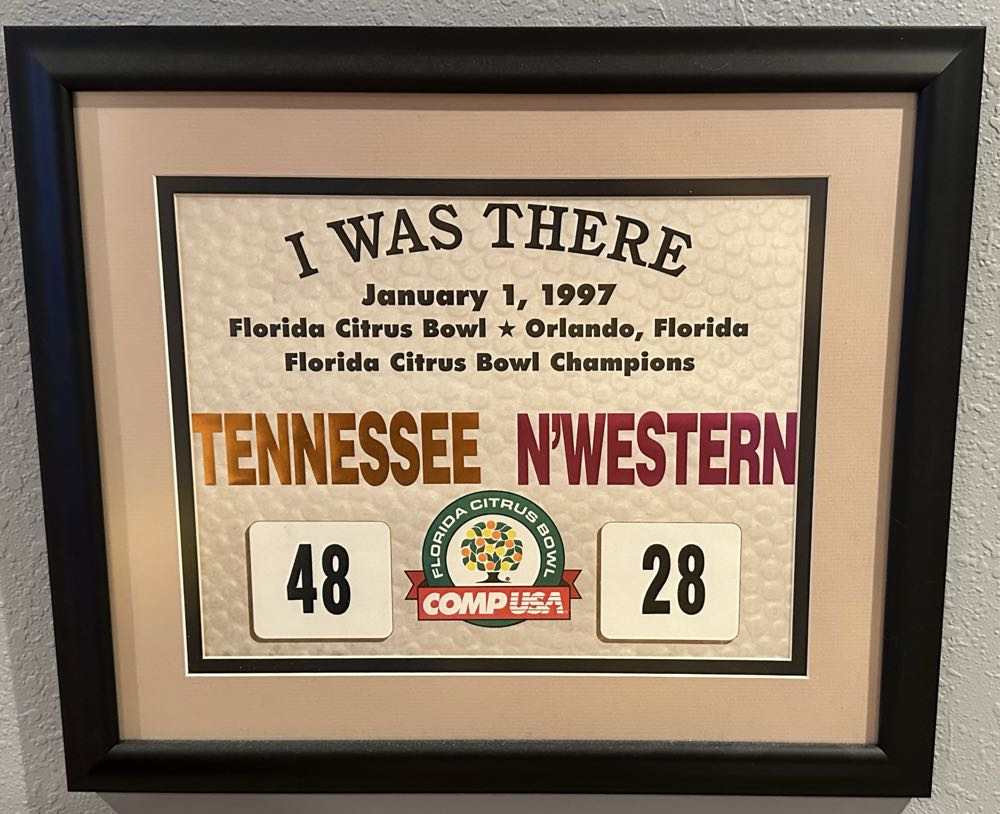 I WAS THERE
January 1, 1997
Florida Citrus Bowl ★ Orlando, Florida
Florida Citrus Bowl Champions
TENNESSEE N'WESTERN
48
FLORIDA CITRUS BOWL
COMPUSA
28